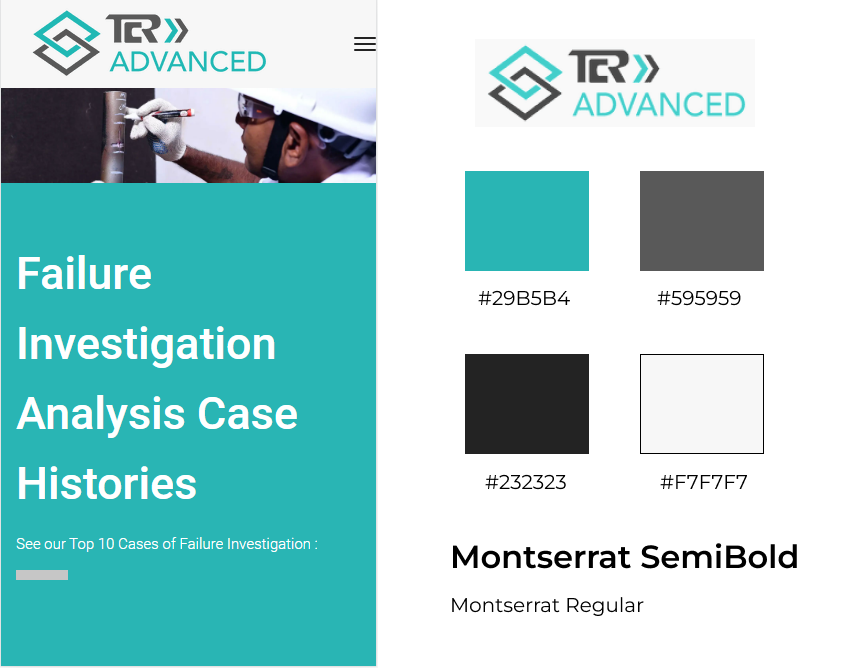 TCR
ADVANCED
Failure
Investigation
Analysis Case
Histories
See our Top 10 Cases of Failure Investigation :
TCR
ADVANCED
#29B5B4
#595959
#232323
#F7F7F7
Montserrat SemiBold
Montserrat Regular